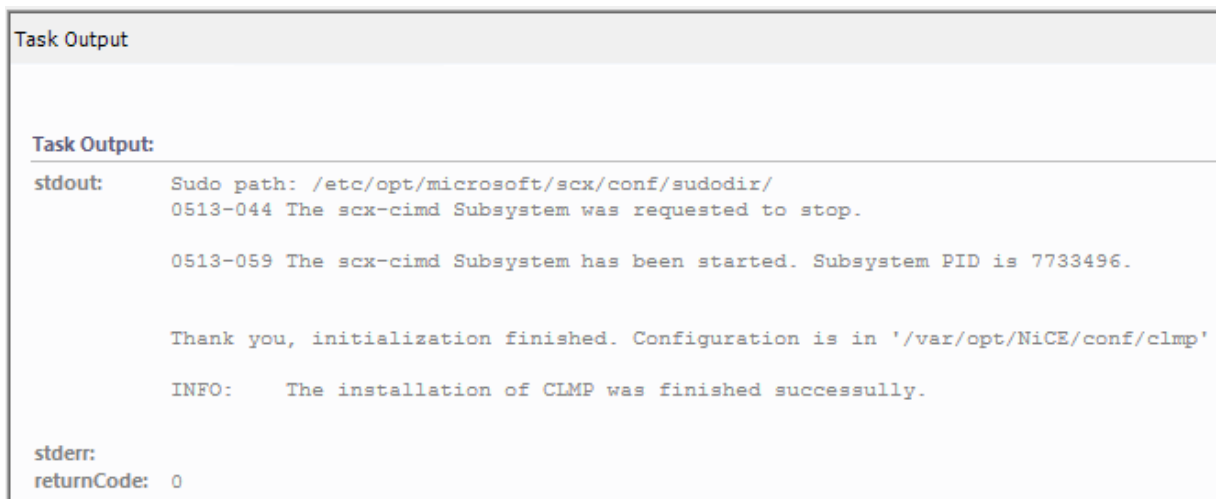 Task Output
Task Output:
stdout: Sudo path: /etc/opt/microsoft/scx/conf/sudodir/
0513-044 The scx-cimd Subsystem was requested to stop.
0513-059 The scx-cimd Subsystem has been started. Subsystem PID is 7733496.
Thank you, initialization finished. Configuration is in '/var/opt/NiCE/conf/clmp'
INFO: The installation of CLMP was finished successully.
stderr:
returnCode: 0